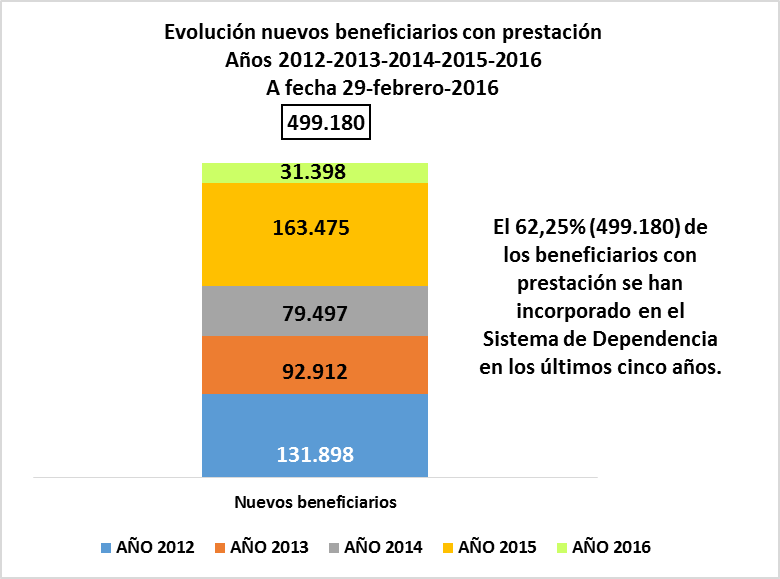 Evolución nuevos beneficiarios con prestación
Años 2012-2013-2014-2015-2016
A fecha 29-febrero-2016
499.180
31.398
163.475
79.497
92.912
131.898
El 62,25% (499.180) de
los beneficiarios con
prestación se han
incorporado en el
Sistema de Dependencia
en los últimos cinco años.
Nuevos beneficiarios
AÑO 2012 AÑO 2013 AÑO 2014 AÑO 2015 AÑO 2016